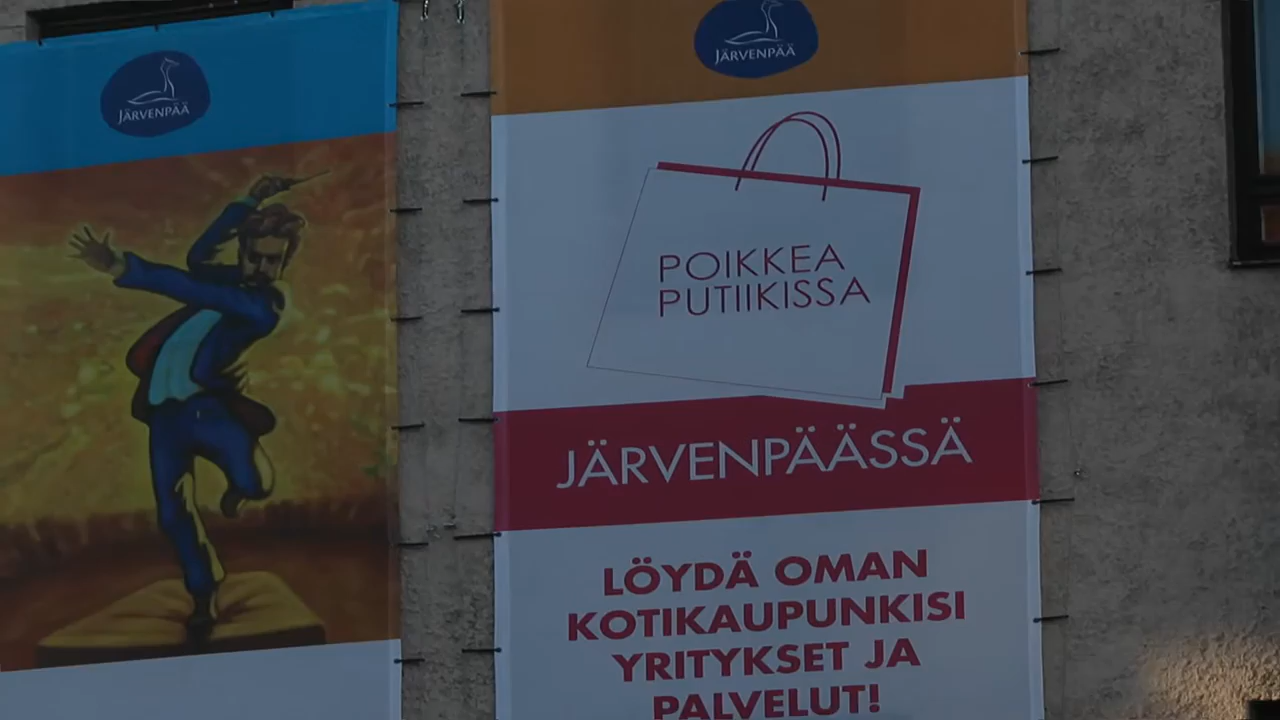 JÄRVENPÄÄ
JÄRVENPÄÄ
POIKKEA
PUTIIKISSA
JÄRVENPÄÄSSÄ
LÖYDÄ OMAN
KOTIKAUPUNKISI
YRITYKSET JA
PALVELUT!